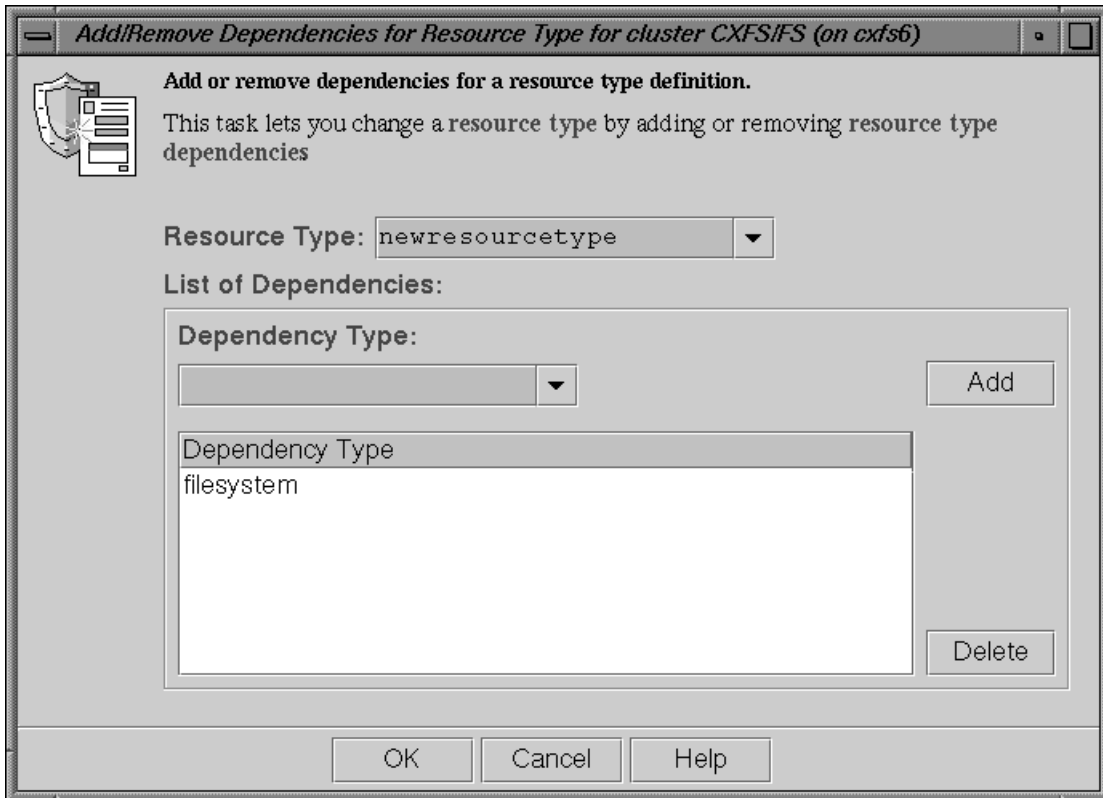 Add/Remove Dependencies for Resource Type for cluster CXFS/FS (on cxfs6)
Add or remove dependencies for a resource type definition.
This task lets you change a resource type by adding or removing resource type
dependencies
Resource Type: newresourcetype
List of Dependencies:
Dependency Type:
Add
Dependency Type
filesystem
Delete
OK Cancel Help